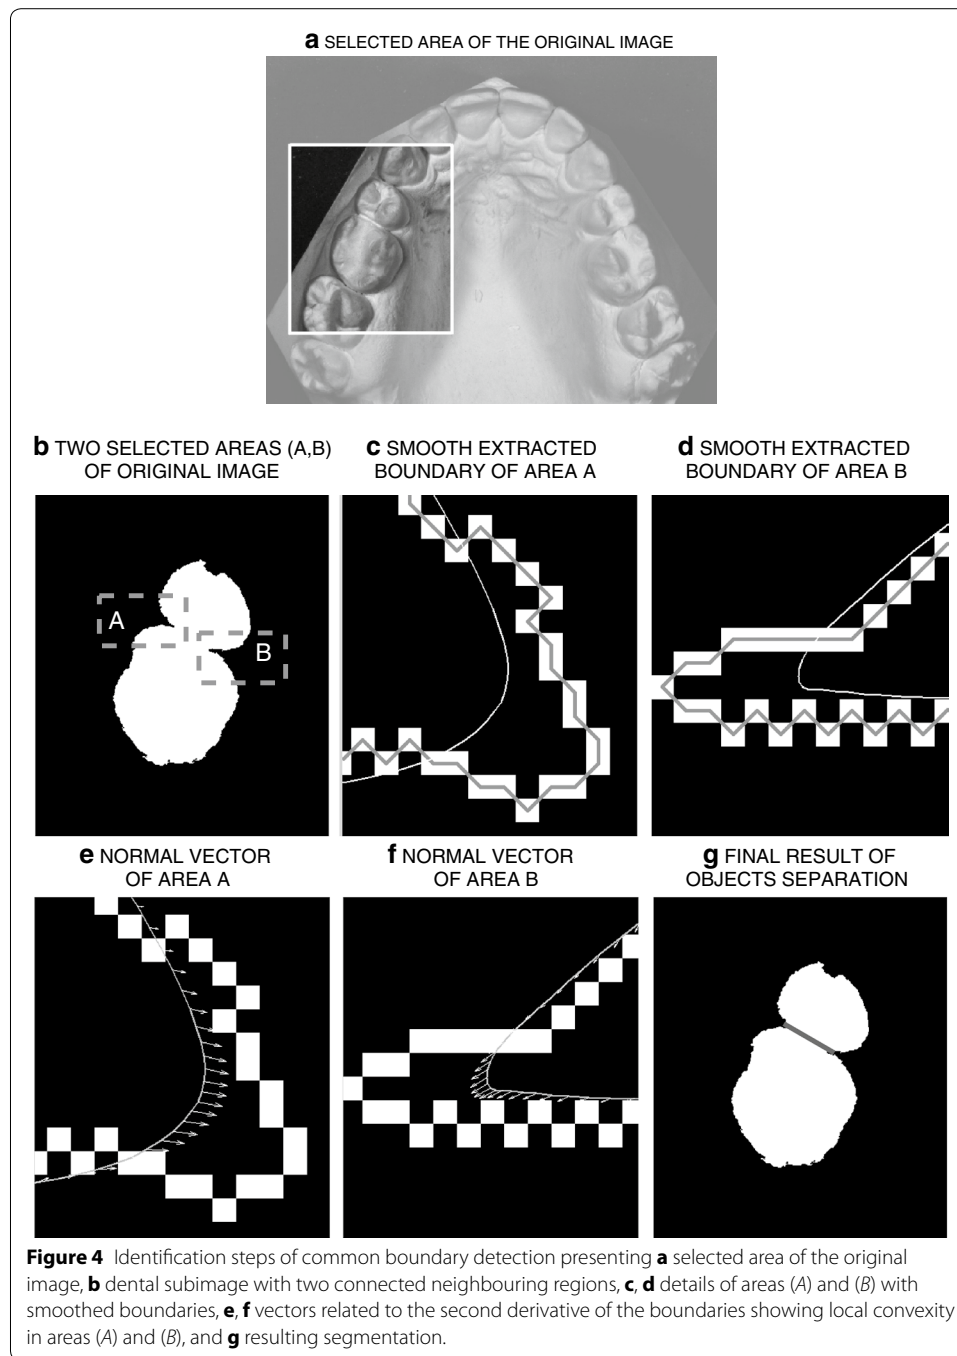 a SELECTED AREA OF THE ORIGINAL IMAGE
b TWO SELECTED AREAS (A,B)
OF ORIGINAL IMAGE
c SMOOTH EXTRACTED
BOUNDARY OF AREA A
d SMOOTH EXTRACTED
BOUNDARY OF AREA B
A
B
e NORMAL VECTOR
OF AREA A
f NORMAL VECTOR
OF AREA B
g FINAL RESULT OF
OBJECTS SEPARATION
Figure 4 Identification steps of common boundary detection presenting a selected area of the original
image, b dental subimage with two connected neighbouring regions, c, d details of areas (A) and (B) with
smoothed boundaries, e, f vectors related to the second derivative of the boundaries showing local convexity
in areas (A) and (B), and g resulting segmentation.